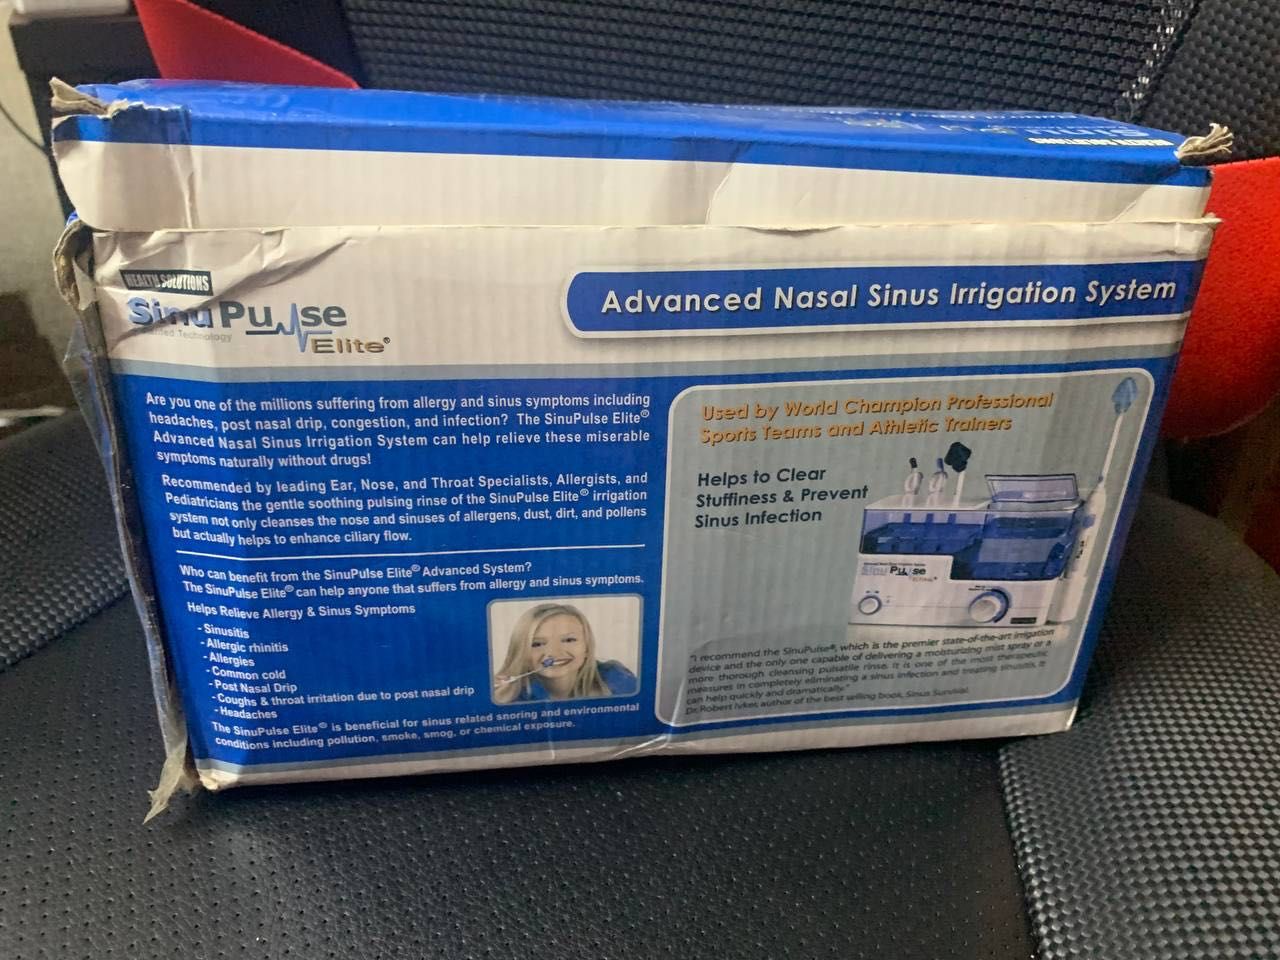 HEALTH SOLUTIONS
HEALTH SOLUTIONS
SinuPulse
Technology
Elite®
Advanced Nasal Sinus Irrigation System
Are you one of the millions suffering from allergy and sinus symptoms including
headaches, post nasal drip, congestion, and infection? The SinuPulse Elite®
Advanced Nasal Sinus Irrigation System can help relieve these miserable
symptoms naturally without drugs!
Recommended by leading Ear, Nose, and Throat Specialists, Allergists, and
Pediatricians the gentle soothing pulsing rinse of the SinuPulse Elite® irrigation
system not only cleanses the nose and sinuses of allergens, dust, dirt, and pollens
but actually helps to enhance ciliary flow.
Who can benefit from the SinuPulse Elite® Advanced System?
The SinuPulse Elite® can help anyone that suffers from allergy and sinus symptoms.
Helps Relieve Allergy & Sinus Symptoms
- Sinusitis
- Allergic rhinitis
- Allergies
- Common cold
- Post Nasal Drip
- Coughs & throat irritation due to post nasal drip
- Headaches
The SinuPulse Elite® is beneficial for sinus related snoring and environmental
conditions including pollution, smoke, smog, or chemical exposure.
Used by World Champion Professional
Sports Teams and Athletic Trainers
Helps to Clear
Stuffiness & Prevent
Sinus Infection
SinuPulse
"I recommend the SinuPulse®, which is the premier state-of-the-art irrigation
device and the only one capable of delivering a moisturizing mist spray or a
more thorough cleansing pulsatile rinse. It is one of the most therapeutic
measures in completely eliminating a sinus infection and treating sinusitis. It
can help quickly and dramatically."
Dr. Robert Ivker, author of the best selling book, Sinus Survival.